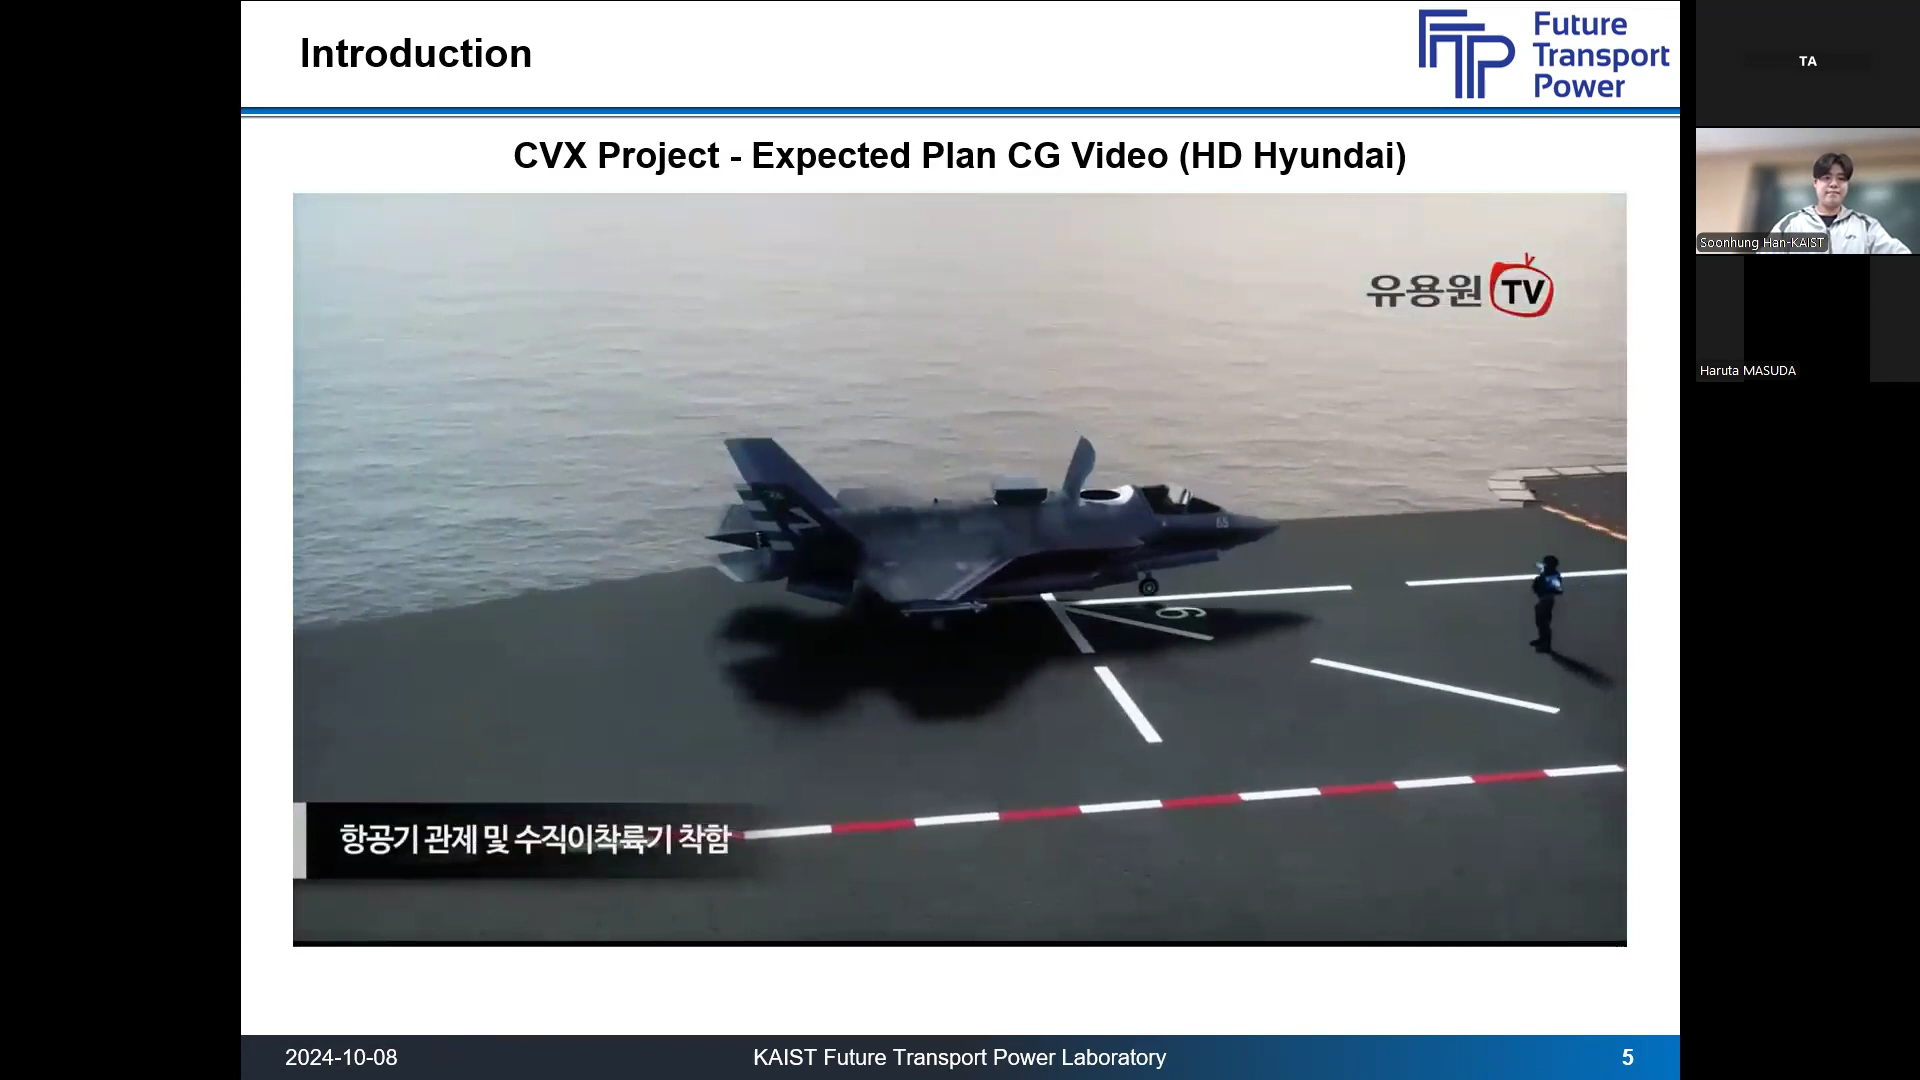 Introduction
Future
Transport
Power
CVX Project - Expected Plan CG Video (HD Hyundai)
유용원 TV
65
9
항공기 관제 및 수직이착륙기 착함
2024-10-08
KAIST Future Transport Power Laboratory
5
TA
Soonhung Han-KAIST
Haruta MASUDA